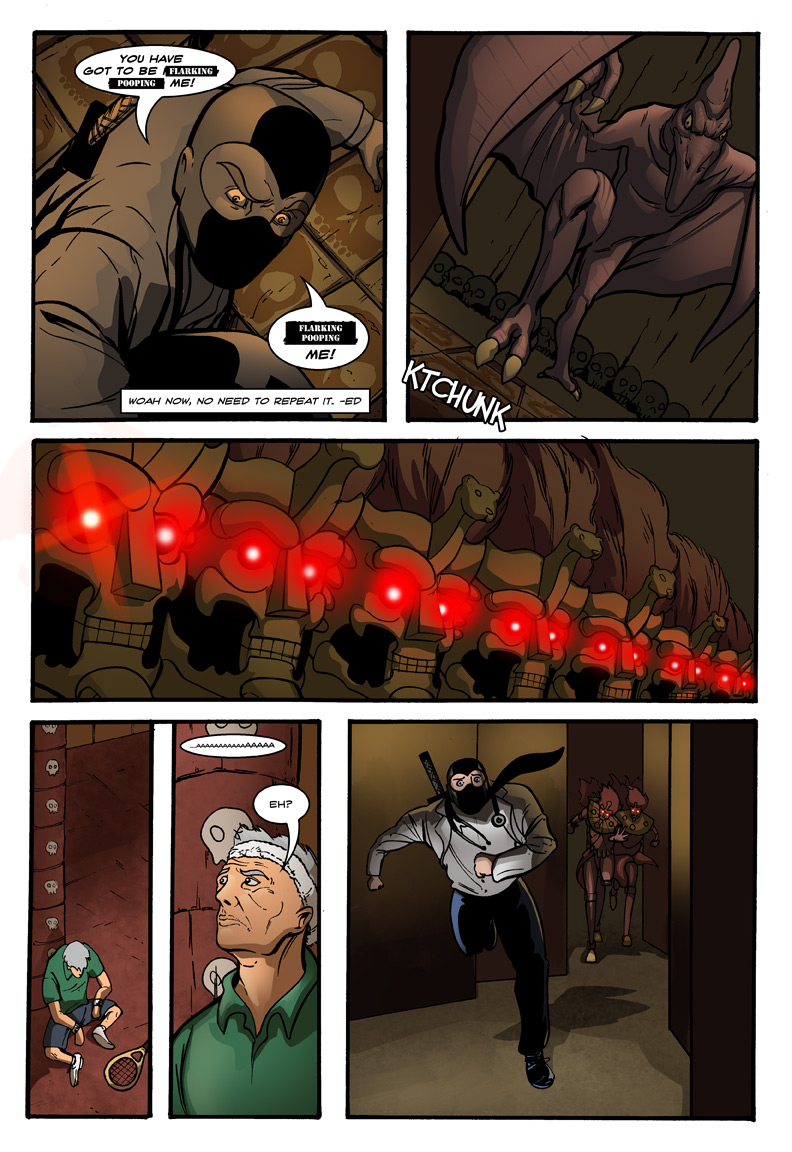 YOU HAVE
GOT TO BE FLARKING
POOPING ME!
FLARKING
POOPING
ME!
WOAH NOW, NO NEED TO REPEAT IT. -ED
KTCHUNK
...AAAAAAAAAAAAAAAA
EH?